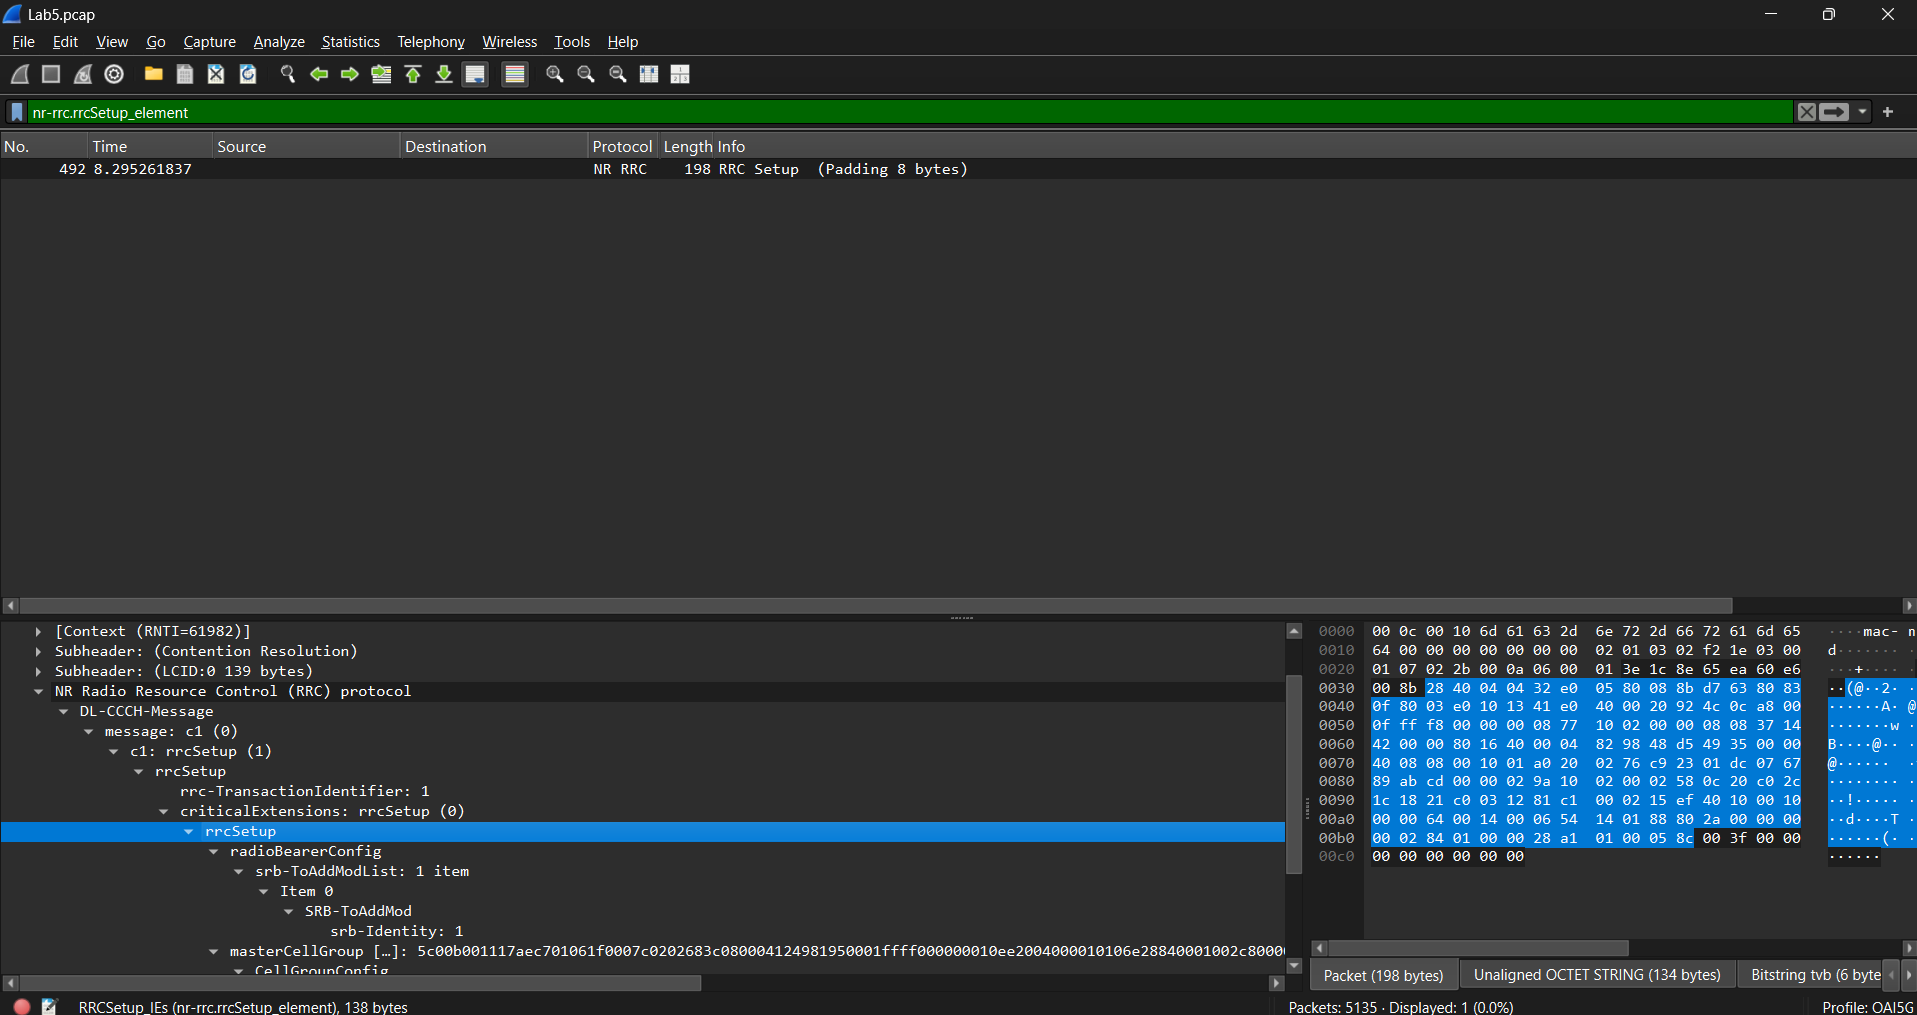 Lab5.pcap
File Edit View Go Capture Analyze Statistics Telephony Wireless Tools Help
nr-rrc.rrcSetup_element
No. Time Source Destination Protocol Length Info
492 8.295261837 NR RRC 198 RRC Setup (Padding 8 bytes)
[Context (RNTI=61982)]
Subheader: (Contention Resolution)
Subheader: (LCID:0 139 bytes)
NR Radio Resource Control (RRC) protocol
DL-CCCH-Message
message: c1 (0)
c1: rrcSetup (1)
rrcSetup
rrc-TransactionIdentifier: 1
criticalExtensions: rrcSetup (0)
rrcSetup
radioBearerConfig
srb-ToAddModList: 1 item
Item 0
SRB-ToAddMod
srb-Identity: 1
masterCellGroup […]: 5c00b001117aec701061f0007c0202683c080004124981950001ffff000000010ee2004000010106e28840001002c8000
CellGroupConfig
0000 00 0c 00 10 6d 61 63 2d 6e 72 2d 66 72 61 6d 65 ····mac- n
0010 64 00 00 00 00 00 00 00 02 01 03 02 f2 1e 03 00 d······· ·
0020 01 07 02 2b 00 0a 06 00 01 3e 1c 8e 65 ea 60 e6 ···+···· ·
0030 00 8b 28 40 04 04 32 e0 05 80 08 8b d7 63 80 83 ··(@··2· ·
0040 0f 80 03 e0 10 13 41 e0 40 00 20 92 4c 0c a8 00 ······A· @
0050 0f ff f8 00 00 00 08 77 10 02 00 00 08 08 37 14 ·······w ·
0060 42 00 00 80 16 40 00 04 82 98 48 d5 49 35 00 00 B····@·· ·
0070 40 08 08 00 10 01 a0 20 02 76 c9 23 01 dc 07 67 @······  ·
0080 89 ab cd 00 00 02 9a 10 02 00 02 58 0c 20 c0 2c ········ ·
0090 1c 18 21 c0 03 12 81 c1 00 02 15 ef 40 10 00 10 ··!····· ·
00a0 00 00 64 00 14 00 06 54 14 01 88 80 2a 00 00 00 ··d····T ·
00b0 00 02 84 01 00 00 28 a1 01 00 05 8c 00 3f 00 00 ······(· ·
00c0 00 00 00 00 00 00 ······
Packet (198 bytes) Unaligned OCTET STRING (134 bytes) Bitstring tvb (6 byte
RRCSetup_IEs (nr-rrc.rrcSetup_element), 138 bytes Packets: 5135 · Displayed: 1 (0.0%) Profile: OAI5G